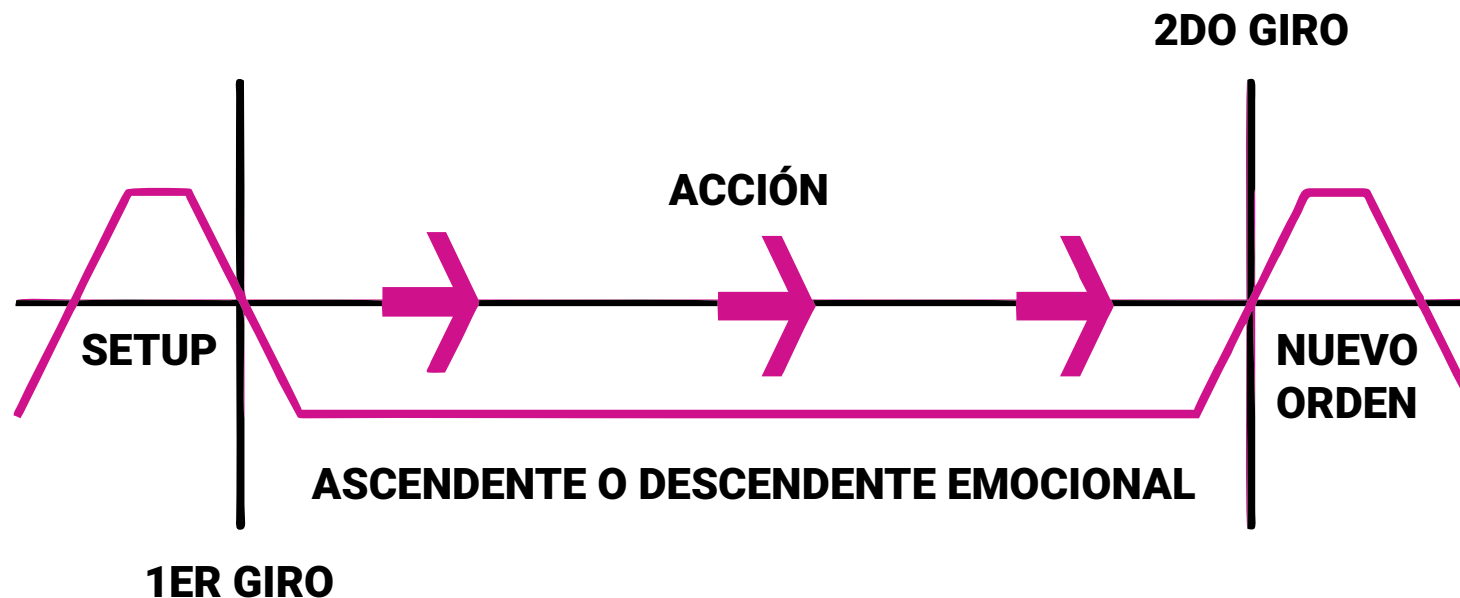 2DO GIRO
ACCIÓN
SETUP
NUEVO
ORDEN
ASCENDENTE O DESCENDENTE EMOCIONAL
1ER GIRO